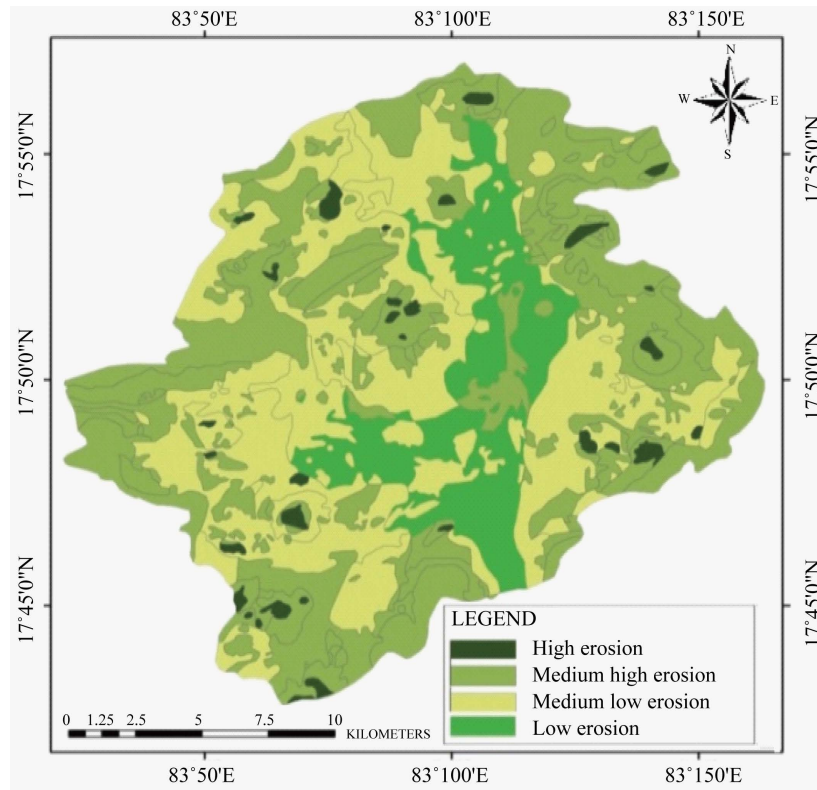 83°50'E 83°100'E 83°150'E
N
W E
S
17°55'0"N 17°55'0"N
17°50'0"N 17°50'0"N
17°45'0"N 17°45'0"N
LEGEND
High erosion
Medium high erosion
Medium low erosion
Low erosion
0 1.25 2.5 5 7.5 10
KILOMETERS
83°50'E 83°100'E 83°150'E